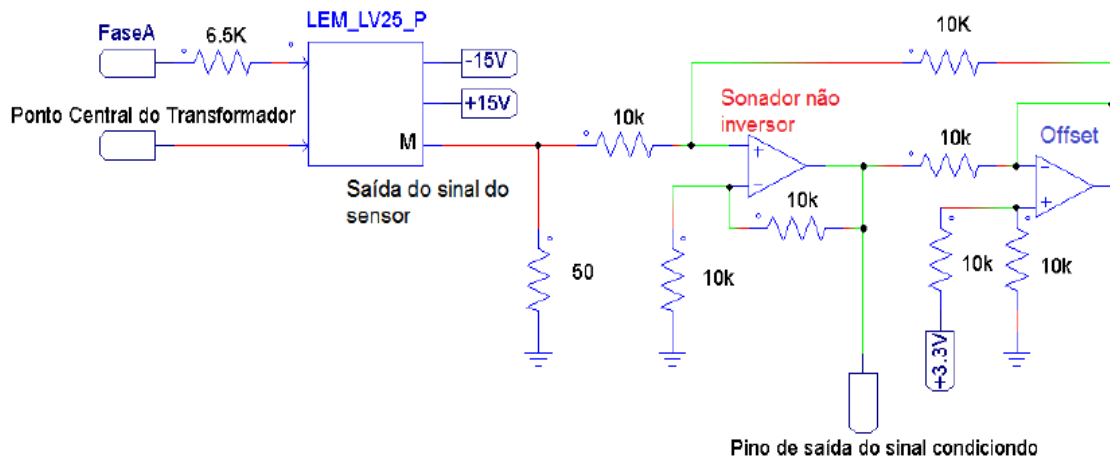 LEM_LV25_P
FaseA
6.5K
10K
-15V
+15V
Ponto Central do Transformador
M
Saída do sinal do
sensor
10k
Sonador não
inversor
10k
Offset
10k
50
10k
10k
10k
+3.3V
Pino de saída do sinal condiciondo